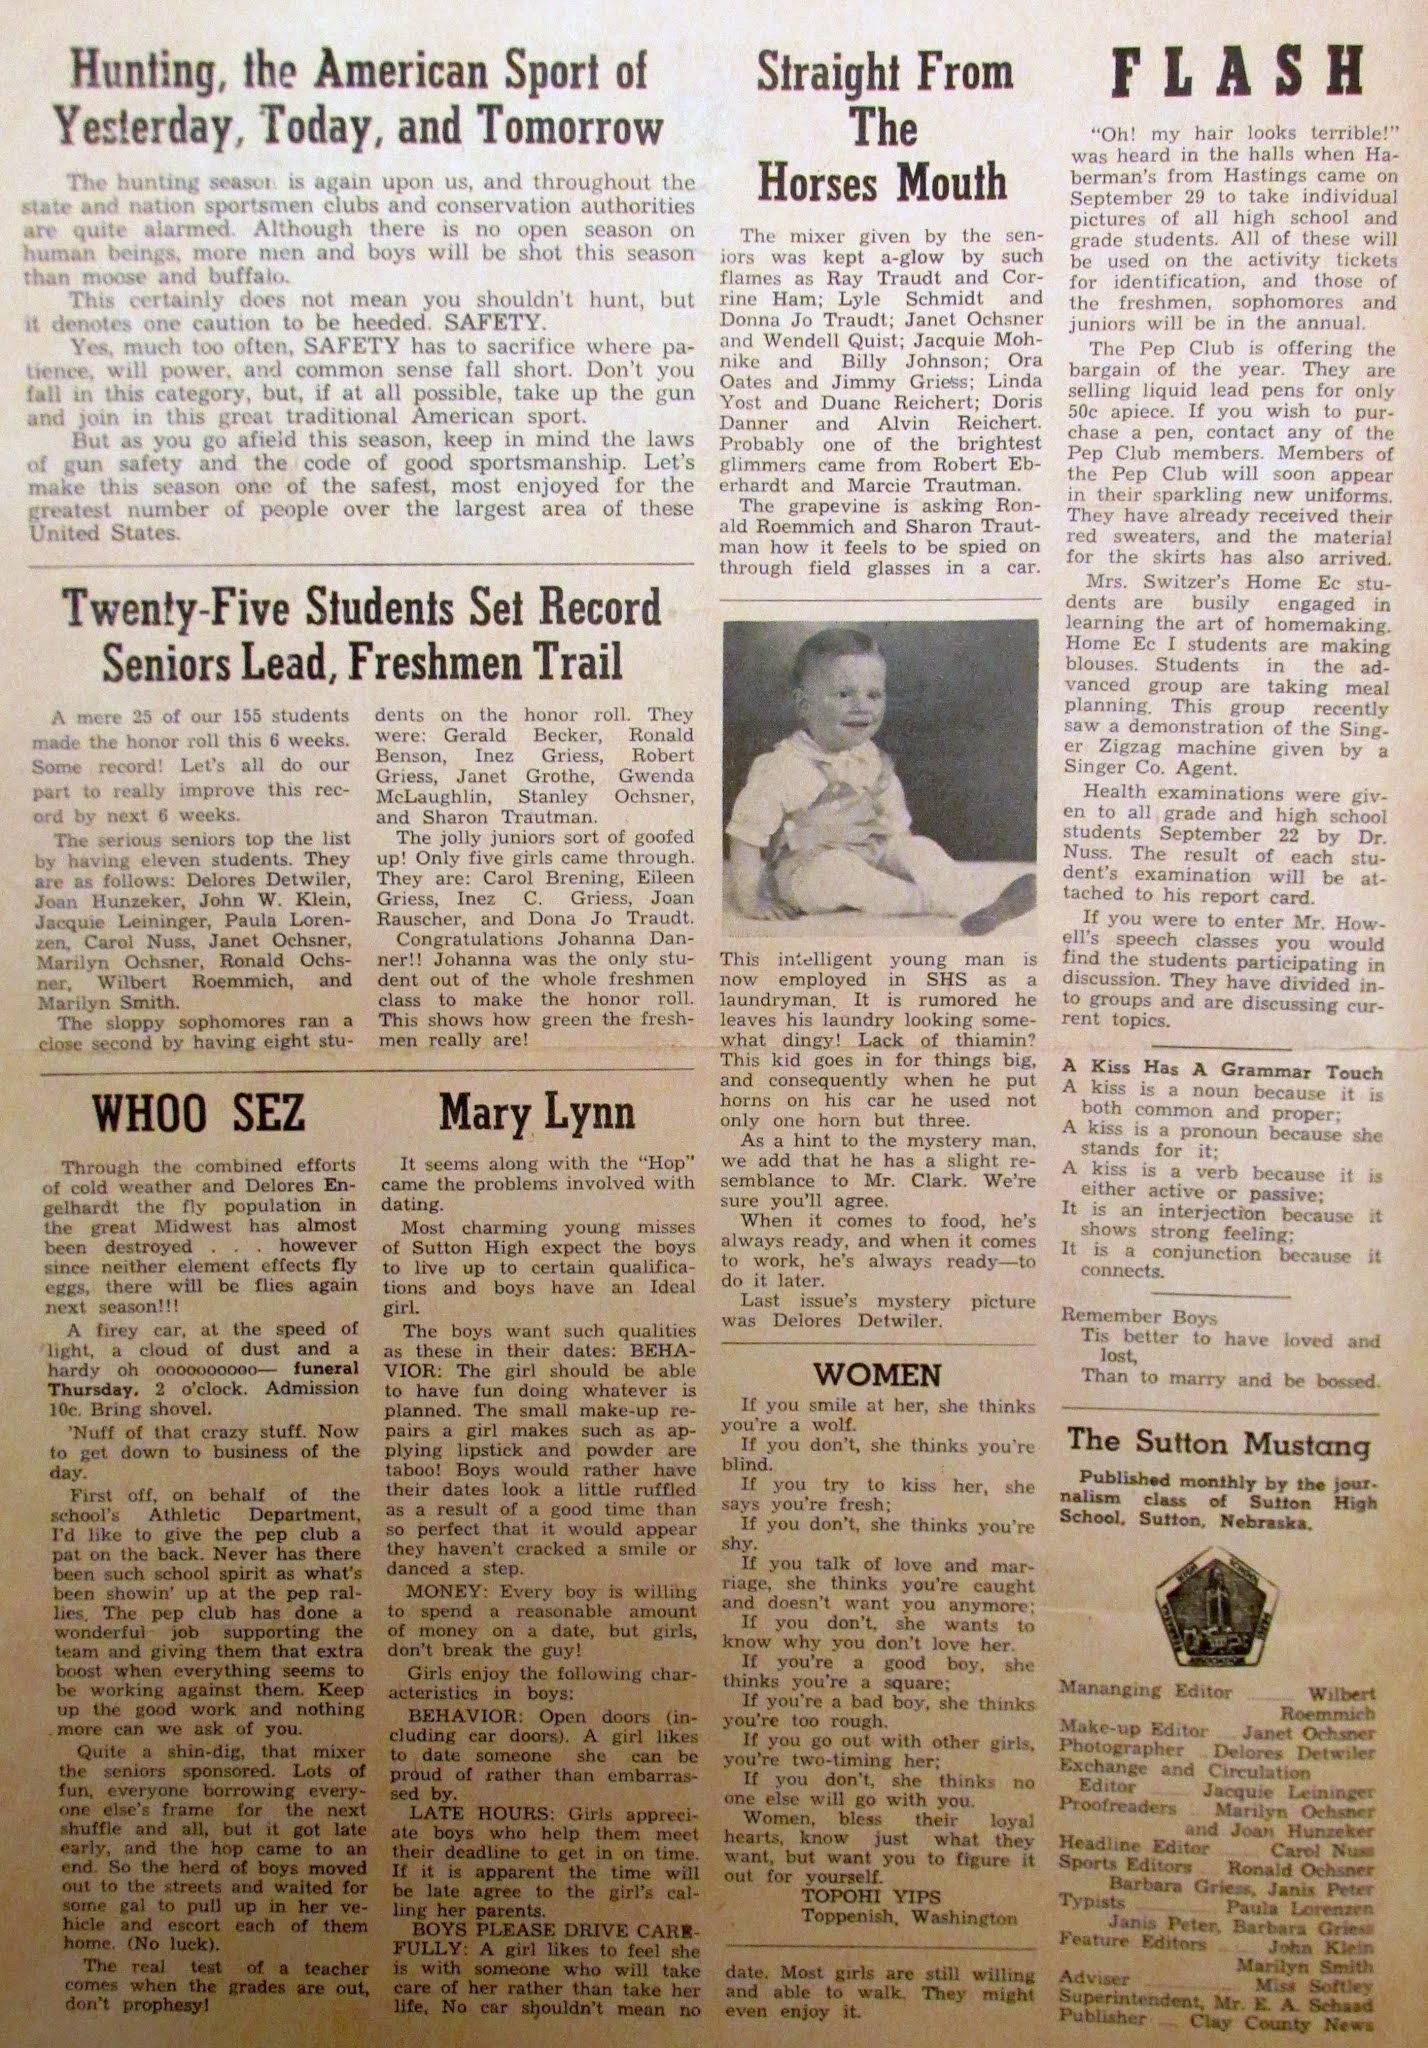 Hunting, the American Sport of
Yesterday, Today, and Tomorrow
The hunting season is again upon us, and throughout the
state and nation sportsmen clubs and conservation authorities
are quite alarmed. Although there is no open season on
human beings, more men and boys will be shot this season
than moose and buffalo.
This certainly does not mean you shouldn't hunt, but
it denotes one caution to be heeded. SAFETY.
Yes, much too often, SAFETY has to sacrifice where pa-
tience, will power, and common sense fall short. Don't you
fall in this category, but, if at all possible, take up the gun
and join in this great traditional American sport.
But as you go afield this season, keep in mind the laws
of gun safety and the code of good sportsmanship. Let's
make this season one of the safest, most enjoyed for the
greatest number of people over the largest area of these
United States.
Twenty-Five Students Set Record
Seniors Lead, Freshmen Trail
A mere 25 of our 155 students
made the honor roll this 6 weeks.
Some record! Let's all do our
part to really improve this rec-
ord by next 6 weeks.
The serious seniors top the list
by having eleven students. They
are as follows: Delores Detwiler,
Joan Hunzeker, John W. Klein,
Jacquie Leininger, Paula Loren-
zen, Carol Nuss, Janet Ochsner,
Marilyn Ochsner, Ronald Ochs-
ner, Wilbert Roemmich, and
Marilyn Smith.
The sloppy sophomores ran a
close second by having eight stu-
dents on the honor roll. They
were: Gerald Becker, Ronald
Benson, Inez Griess, Robert
Griess, Janet Grothe, Gwenda
McLaughlin, Stanley Ochsner,
and Sharon Trautman.
The jolly juniors sort of goofed
up! Only five girls came through.
They are: Carol Brening, Eileen
Griess, Inez C. Griess, Joan
Rauscher, and Dona Jo Traudt.
Congratulations Johanna Dan-
ner!! Johanna was the only stu-
dent out of the whole freshmen
class to make the honor roll.
This shows how green the fresh-
men really are!
WHOO SEZ
Through the combined efforts
of cold weather and Delores En-
gelhardt the fly population in
the great Midwest has almost
been destroyed . . . however
since neither element effects fly
eggs, there will be flies again
next season!!!
A firey car, at the speed of
light, a cloud of dust and a
hardy oh oooooooooo— funeral
Thursday, 2 o'clock. Admission
10c. Bring shovel.
'Nuff of that crazy stuff. Now
to get down to business of the
day.
First off, on behalf of the
school's Athletic Department,
I'd like to give the pep club a
pat on the back. Never has there
been such school spirit as what's
been showin' up at the pep ral-
lies. The pep club has done a
wonderful job supporting the
team and giving them that extra
boost when everything seems to
be working against them. Keep
up the good work and nothing
more can we ask of you.
Quite a shin-dig, that mixer
the seniors sponsored. Lots of
fun, everyone borrowing every-
one else's frame for the next
shuffle and all, but it got late
early, and the hop came to an
end. So the herd of boys moved
out to the streets and waited for
some gal to pull up in her ve-
hicle and escort each of them
home. (No luck).
The real test of a teacher
comes when the grades are out,
don't prophesy!
Mary Lynn
It seems along with the "Hop"
came the problems involved with
dating.
Most charming young misses
of Sutton High expect the boys
to live up to certain qualifica-
tions and boys have an Ideal
girl.
The boys want such qualities
as these in their dates: BEHA-
VIOR: The girl should be able
to have fun doing whatever is
planned. The small make-up re-
pairs a girl makes such as ap-
plying lipstick and powder are
taboo! Boys would rather have
their dates look a little ruffled
as a result of a good time than
so perfect that it would appear
they haven't cracked a smile or
danced a step.
MONEY: Every boy is willing
to spend a reasonable amount
of money on a date, but girls,
don't break the guy!
Girls enjoy the following char-
acteristics in boys:
BEHAVIOR: Open doors (in-
cluding car doors). A girl likes
to date someone she can be
proud of rather than embarras-
sed by.
LATE HOURS: Girls appreci-
ate boys who help them meet
their deadline to get in on time.
If it is apparent the time will
be late agree to the girl's cal-
ling her parents.
BOYS PLEASE DRIVE CARE-
FULLY: A girl likes to feel she
is with someone who will take
care of her rather than take her
life. No car shouldn't mean no
date. Most girls are still willing
and able to walk. They might
even enjoy it.
Straight From
The
Horses Mouth
The mixer given by the sen-
iors was kept a-glow by such
flames as Ray Traudt and Cor-
rine Ham; Lyle Schmidt and
Donna Jo Traudt; Janet Ochsner
and Wendell Quist; Jacquie Moh-
nike and Billy Johnson; Ora
Oates and Jimmy Griess; Linda
Yost and Duane Reichert; Doris
Danner and Alvin Reichert.
Probably one of the brightest
glimmers came from Robert Eb-
erhardt and Marcie Trautman.
The grapevine is asking Ron-
ald Roemmich and Sharon Traut-
man how it feels to be spied on
through field glasses in a car.
This intelligent young man is
now employed in SHS as a
laundryman. It is rumored he
leaves his laundry looking some-
what dingy! Lack of thiamin?
This kid goes in for things big,
and consequently when he put
horns on his car he used not
only one horn but three.
As a hint to the mystery man,
we add that he has a slight re-
semblance to Mr. Clark. We're
sure you'll agree.
When it comes to food, he's
always ready, and when it comes
to work, he's always ready—to
do it later.
Last issue's mystery picture
was Delores Detwiler.
WOMEN
If you smile at her, she thinks
you're a wolf.
If you don't, she thinks you're
blind.
If you try to kiss her, she
says you're fresh;
If you don't, she thinks you're
shy.
If you talk of love and mar-
riage, she thinks you're caught
and doesn't want you anymore;
If you don't, she wants to
know why you don't love her.
If you're a good boy, she
thinks you're a square;
If you're a bad boy, she thinks
you're too rough.
If you go out with other girls,
you're two-timing her;
If you don't, she thinks no
one else will go with you.
Women, bless their loyal
hearts, know just what they
want, but want you to figure it
out for yourself.
TOPOHI YIPS
Toppenish, Washington
FLASH
"Oh! my hair looks terrible!"
was heard in the halls when Ha-
berman's from Hastings came on
September 29 to take individual
pictures of all high school and
grade students. All of these will
be used on the activity tickets
for identification, and those of
the freshmen, sophomores and
juniors will be in the annual.
The Pep Club is offering the
bargain of the year. They are
selling liquid lead pens for only
50c apiece. If you wish to pur-
chase a pen, contact any of the
Pep Club members. Members of
the Pep Club will soon appear
in their sparkling new uniforms.
They have already received their
red sweaters, and the material
for the skirts has also arrived.
Mrs. Switzer's Home Ec stu-
dents are busily engaged in
learning the art of homemaking.
Home Ec I students are making
blouses. Students in the ad-
vanced group are taking meal
planning. This group recently
saw a demonstration of the Sing-
er Zigzag machine given by a
Singer Co. Agent.
Health examinations were giv-
en to all grade and high school
students September 22 by Dr.
Nuss. The result of each stu-
dent's examination will be at-
tached to his report card.
If you were to enter Mr. How-
ell's speech classes you would
find the students participating in
discussion. They have divided in-
to groups and are discussing cur-
rent topics.
A Kiss Has A Grammar Touch
A kiss is a noun because it is
both common and proper;
A kiss is a pronoun because she
stands for it;
A kiss is a verb because it is
either active or passive;
It is an interjection because it
shows strong feeling;
It is a conjunction because it
connects.
Remember Boys
Tis better to have loved and
lost,
Than to marry and be bossed.
The Sutton Mustang
Published monthly by the jour-
nalism class of Sutton High
School, Sutton, Nebraska.
Mananging Editor Wilbert
Roemmich
Make-up Editor Janet Ochsner
Photographer Delores Detwiler
Exchange and Circulation
Editor Jacquie Leininger
Proofreaders Marilyn Ochsner
and Joan Hunzeker
Headline Editor Carol Nuss
Sports Editors Ronald Ochsner
Barbara Griess, Janis Peter
Typists Paula Lorenzen
Janis Peter, Barbara Griess
Feature Editors John Klein
Marilyn Smith
Adviser Miss Softley
Superintendent, Mr. E. A. Schaad
Publisher Clay County News